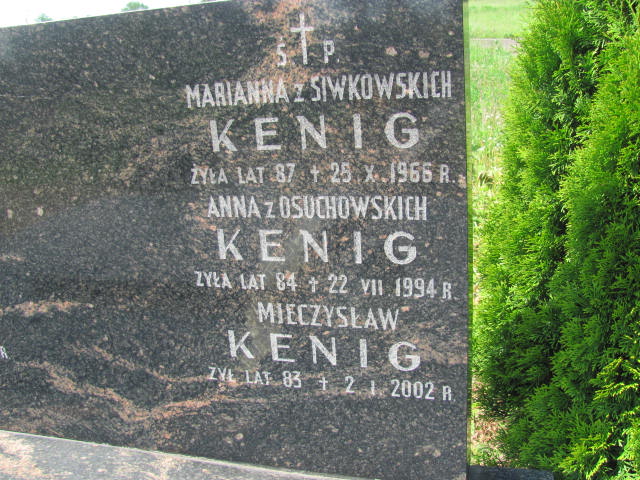 Ś P
MARIANNA Z SIWKOWSKICH
KENIG
ŻYŁA LAT 87 + 25 X. 1966 R.
ANNA Z OSUCHOWSKICH
KENIG
ŻYŁA LAT 84 + 22 VII 1994 R.
MIECZYSŁAW
KENIG
ŻYŁ LAT 83 + 2.I.2002 R
R